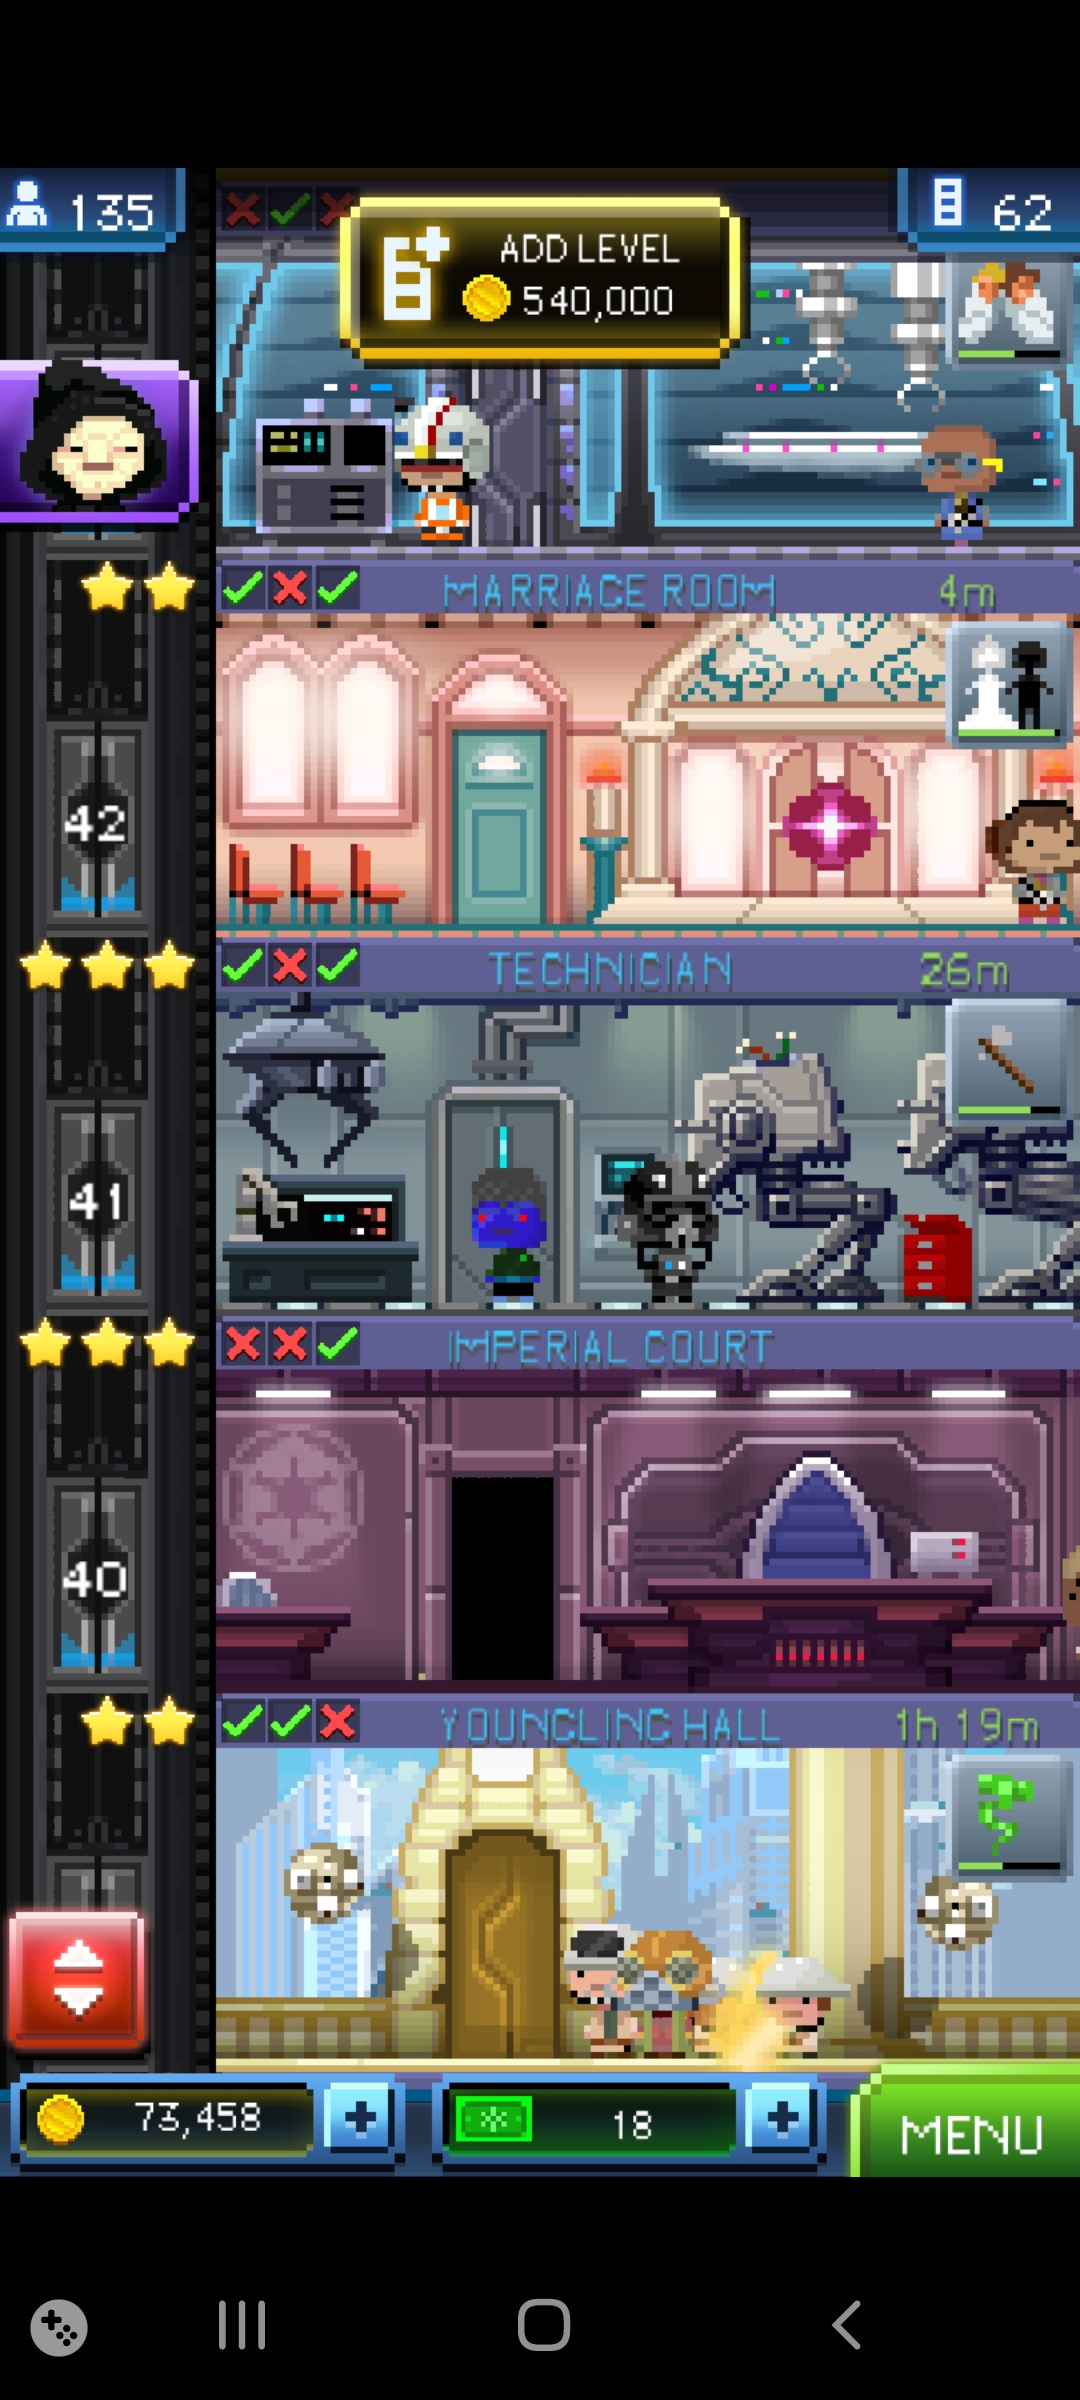 135
62
ADD LEVEL
540,000
MARRIAGE ROOM 4m
42
TECHNICIAN 26m
41
IMPERIAL COURT
40
YOUNGLING HALL 1h 19m
73,458
18
MENU